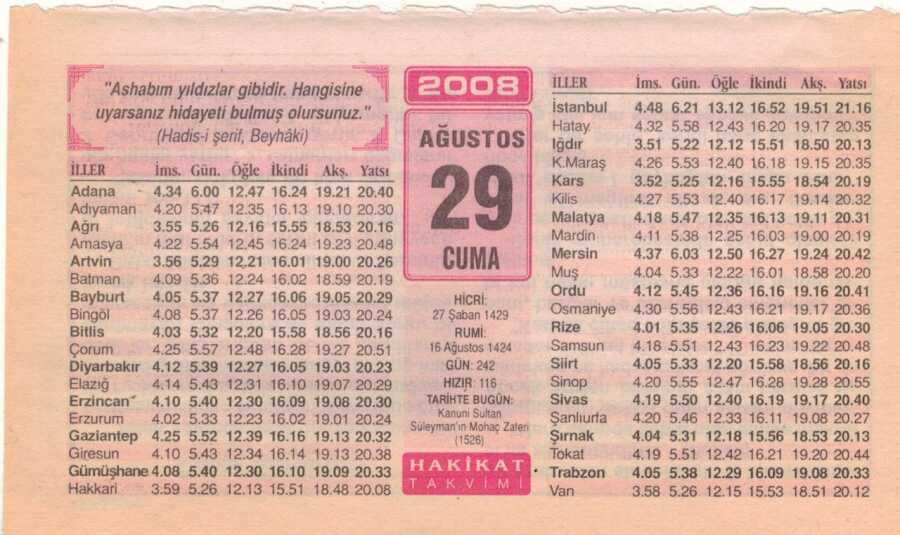 "Ashabım yıldızlar gibidir. Hangisine
uyarsanız hidayeti bulmuş olursunuz."
(Hadis-i şerif, Beyhâki)
İLLER İms. Gün. Öğle İkindi Akş. Yatsı
Adana 4.34 6.00 12.47 16.24 19.21 20.40
Adıyaman 4.20 5.47 12.35 16.13 19.10 20.30
Ağrı 3.55 5.26 12.16 15.55 18.53 20.16
Amasya 4.22 5.54 12.45 16.24 19.23 20.48
Artvin 3.56 5.29 12.21 16.01 19.00 20.26
Batman 4.09 5.36 12.24 16.02 18.59 20.19
Bayburt 4.05 5.37 12.27 16.06 19.05 20.29
Bingöl 4.08 5.37 12.26 16.05 19.03 20.24
Bitlis 4.03 5.32 12.20 15.58 18.56 20.16
Çorum 4.25 5.57 12.48 16.28 19.27 20.51
Diyarbakır 4.12 5.39 12.27 16.05 19.03 20.23
Elazığ 4.14 5.43 12.31 16.10 19.07 20.29
Erzincan 4.10 5.40 12.30 16.09 19.08 20.30
Erzurum 4.02 5.33 12.23 16.02 19.01 20.24
Gaziantep 4.25 5.52 12.39 16.16 19.13 20.32
Giresun 4.10 5.43 12.34 16.14 19.13 20.38
Gümüşhane 4.08 5.40 12.30 16.10 19.09 20.33
Hakkari 3.59 5.26 12.13 15.51 18.48 20.08
2008
AĞUSTOS
29
CUMA
HİCRİ:
27 Şaban 1429
RUMİ:
16 Ağustos 1424
GÜN: 242
HIZIR: 116
TARİHTE BUGÜN:
Kanuni Sultan
Süleyman'ın Mohaç Zaferi
(1526)
HAKİKAT
TAKVİMİ
İLLER İms. Gün. Öğle İkindi Akş. Yatsı
İstanbul 4.48 6.21 13.12 16.52 19.51 21.16
Hatay 4.32 5.58 12.43 16.20 19.17 20.35
Iğdır 3.51 5.22 12.12 15.51 18.50 20.13
K.Maraş 4.26 5.53 12.40 16.18 19.15 20.35
Kars 3.52 5.25 12.16 15.55 18.54 20.19
Kilis 4.27 5.53 12.40 16.17 19.14 20.32
Malatya 4.18 5.47 12.35 16.13 19.11 20.31
Mardin 4.11 5.38 12.25 16.03 19.00 20.19
Mersin 4.37 6.03 12.50 16.27 19.24 20.42
Muş 4.04 5.33 12.22 16.01 18.58 20.20
Ordu 4.12 5.45 12.36 16.16 19.16 20.41
Osmaniye 4.30 5.56 12.43 16.21 19.17 20.36
Rize 4.01 5.35 12.26 16.06 19.05 20.30
Samsun 4.18 5.51 12.43 16.23 19.22 20.48
Siirt 4.05 5.33 12.20 15.58 18.56 20.16
Sinop 4.20 5.55 12.47 16.28 19.28 20.55
Sivas 4.19 5.50 12.40 16.19 19.17 20.40
Şanlıurfa 4.20 5.46 12.33 16.11 19.08 20.27
Şırnak 4.04 5.31 12.18 15.56 18.53 20.13
Tokat 4.19 5.51 12.42 16.21 19.20 20.44
Trabzon 4.05 5.38 12.29 16.09 19.08 20.33
Van 3.58 5.26 12.15 15.53 18.51 20.12